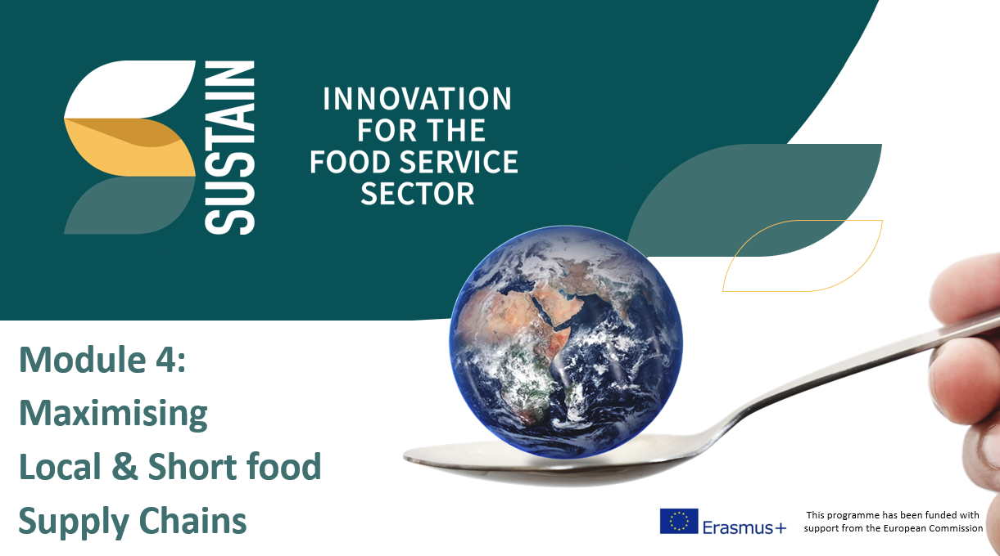 SUSTAIN
INNOVATION
FOR THE
FOOD SERVICE
SECTOR
Module 4:
Maximising
Local & Short food
Supply Chains
Erasmus+
This programme has been funded with
support from the European Commission